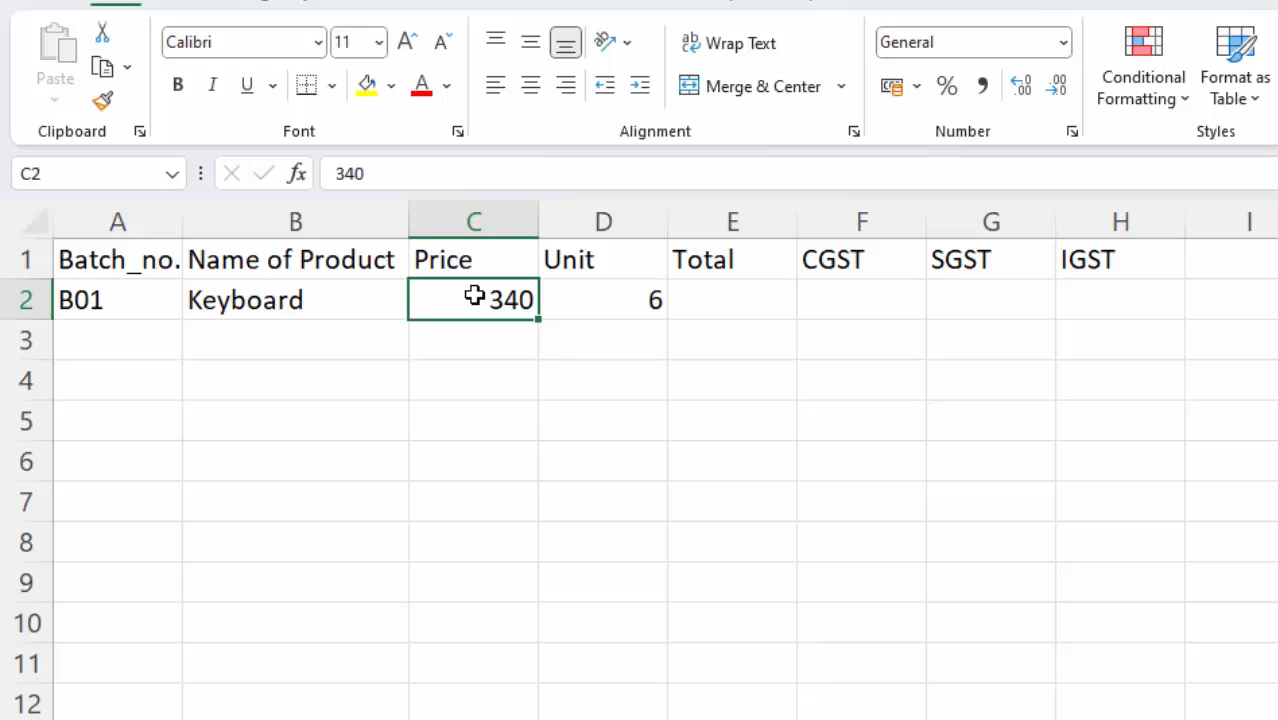 Calibri
11
ab
Wrap Text
General
Paste
B I U
A
Merge & Center
%
Conditional
Formatting
Format as
Table
Clipboard
Font
Alignment
Number
Styles
C2
fx
340
A B C D E F G H I
1 Batch_no. Name of Product Price Unit Total CGST SGST IGST
2 B01 Keyboard 340 6
3
4
5
6
7
8
9
10
11
12